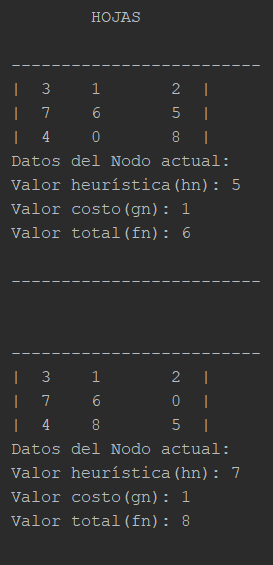 HOJAS
-------------------------
|  3    1       2  |
|  7    6       5  |
|  4    0       8  |
Datos del Nodo actual:
Valor heurística(hn): 5
Valor costo(gn): 1
Valor total(fn): 6
-------------------------
-------------------------
|  3    1       2  |
|  7    6       0  |
|  4    8       5  |
Datos del Nodo actual:
Valor heurística(hn): 7
Valor costo(gn): 1
Valor total(fn): 8